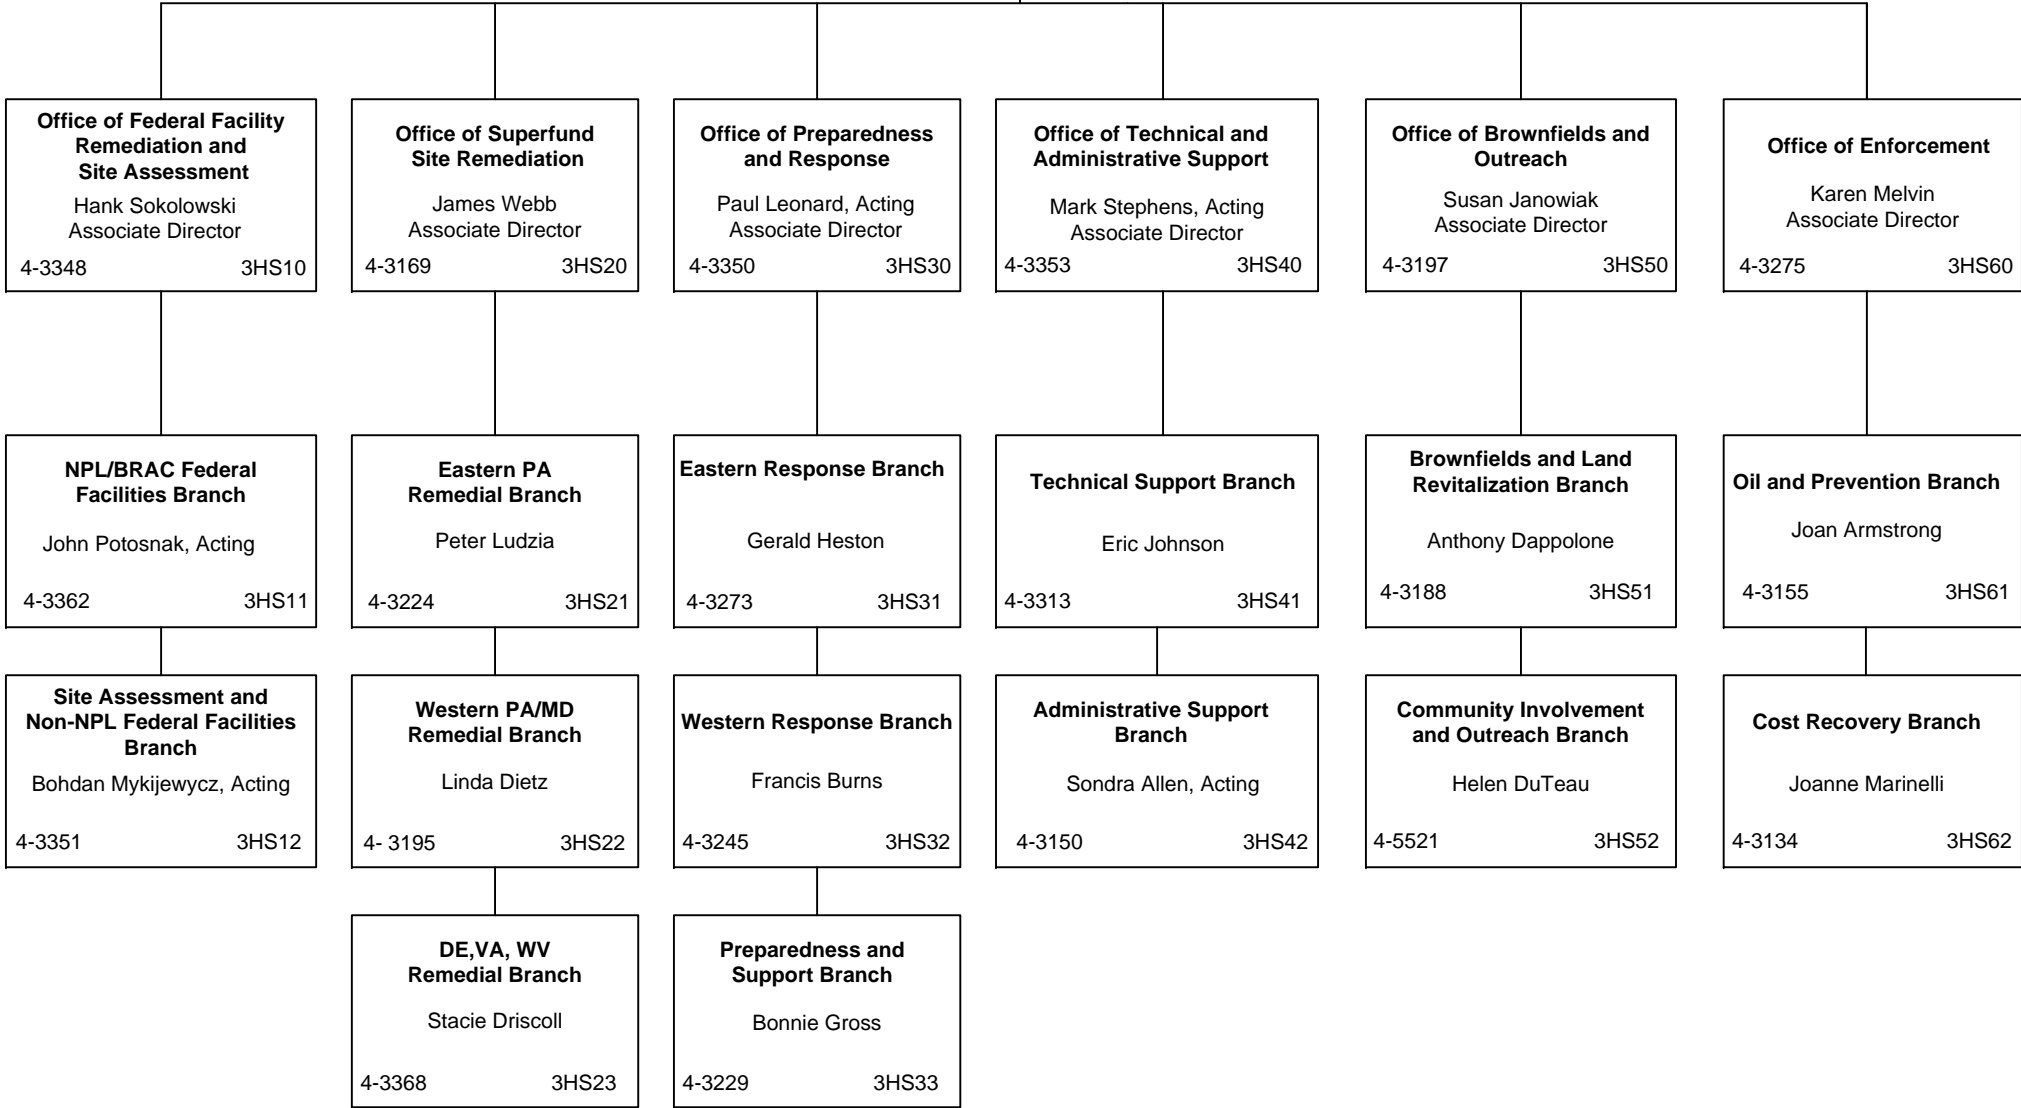 Office of Federal Facility
Remediation and
Site Assessment
Hank Sokolowski
Associate Director
4-3348 3HS10
Office of Superfund
Site Remediation
James Webb
Associate Director
4-3169 3HS20
Office of Preparedness
and Response
Paul Leonard, Acting
Associate Director
4-3350 3HS30
Office of Technical and
Administrative Support
Mark Stephens, Acting
Associate Director
4-3353 3HS40
Office of Brownfields and
Outreach
Susan Janowiak
Associate Director
4-3197 3HS50
Office of Enforcement
Karen Melvin
Associate Director
4-3275 3HS60
NPL/BRAC Federal
Facilities Branch
John Potosnak, Acting
4-3362 3HS11
Eastern PA
Remedial Branch
Peter Ludzia
4-3224 3HS21
Eastern Response Branch
Gerald Heston
4-3273 3HS31
Technical Support Branch
Eric Johnson
4-3313 3HS41
Brownfields and Land
Revitalization Branch
Anthony Dappolone
4-3188 3HS51
Oil and Prevention Branch
Joan Armstrong
4-3155 3HS61
Site Assessment and
Non-NPL Federal Facilities
Branch
Bohdan Mykijewycz, Acting
4-3351 3HS12
Western PA/MD
Remedial Branch
Linda Dietz
4- 3195 3HS22
Western Response Branch
Francis Burns
4-3245 3HS32
Administrative Support
Branch
Sondra Allen, Acting
4-3150 3HS42
Community Involvement
and Outreach Branch
Helen DuTeau
4-5521 3HS52
Cost Recovery Branch
Joanne Marinelli
4-3134 3HS62
DE,VA, WV
Remedial Branch
Stacie Driscoll
4-3368 3HS23
Preparedness and
Support Branch
Bonnie Gross
4-3229 3HS33